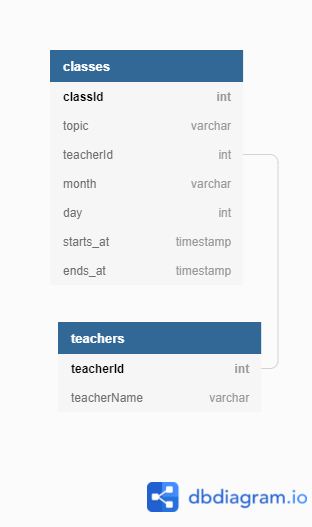 classes
classId int
topic varchar
teacherId int
month varchar
day int
starts_at timestamp
ends_at timestamp
teachers
teacherId int
teacherName varchar
dbdiagram.io